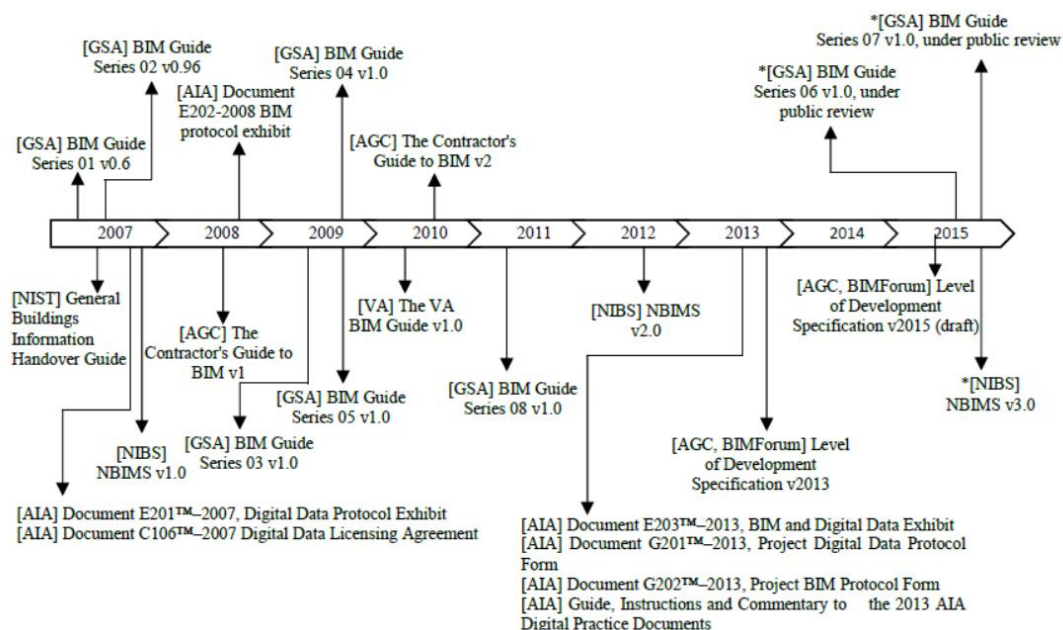 *[GSA] BIM Guide
Series 07 v1.0, under public review
[GSA] BIM Guide
Series 02 v0.96
[GSA] BIM Guide
Series 04 v1.0
*[GSA] BIM Guide
Series 06 v1.0, under
public review
[AIA] Document
E202-2008 BIM
protocol exhibit
[GSA] BIM Guide
Series 01 v0.6
[AGC] The Contractor's
Guide to BIM v2
2007
2008
2009
2010
2011
2012
2013
2014
2015
[NIST] General
Buildings
Information
Handover Guide
[AGC] The
Contractor's Guide to
BIM v1
[VA] The VA
BIM Guide v1.0
[NIBS] NBIMS
v2.0
[AGC, BIMForum] Level
of Development
Specification v2015 (draft)
[GSA] BIM Guide
Series 05 v1.0
[GSA] BIM Guide
Series 08 v1.0
*[NIBS]
NBIMS v3.0
[NIBS]
NBIMS v1.0
[GSA] BIM Guide
Series 03 v1.0
[AGC, BIMForum] Level
of Development
Specification v2013
[AIA] Document E201™–2007, Digital Data Protocol Exhibit
[AIA] Document C106™–2007 Digital Data Licensing Agreement
[AIA] Document E203™–2013, BIM and Digital Data Exhibit
[AIA] Document G201™–2013, Project Digital Data Protocol
Form
[AIA] Document G202™–2013, Project BIM Protocol Form
[AIA] Guide, Instructions and Commentary to the 2013 AIA
Digital Practice Documents